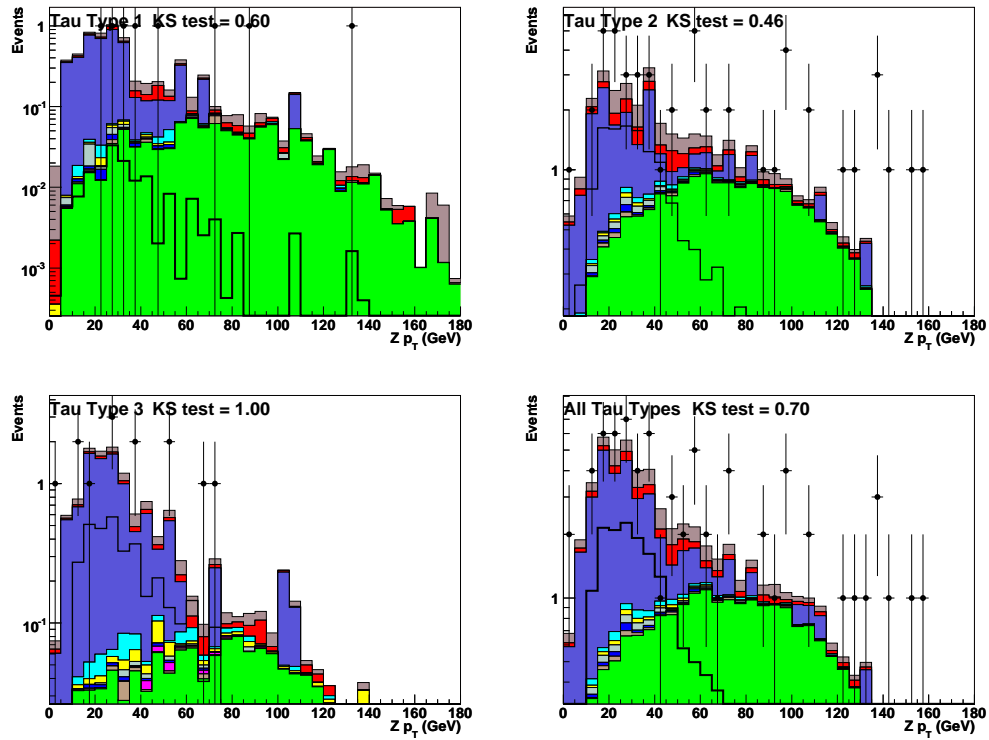 Tau Type 1 KS test = 0.60
Events
1
10-1
10-2
10-3
0 20 40 60 80 100 120 140 160 180
Z pT (GeV)
Tau Type 2 KS test = 0.46
Events
1
0 20 40 60 80 100 120 140 160 180
Z pT (GeV)
Tau Type 3 KS test = 1.00
Events
1
10-1
0 20 40 60 80 100 120 140 160 180
Z pT (GeV)
All Tau Types KS test = 0.70
Events
1
0 20 40 60 80 100 120 140 160 180
Z pT (GeV)